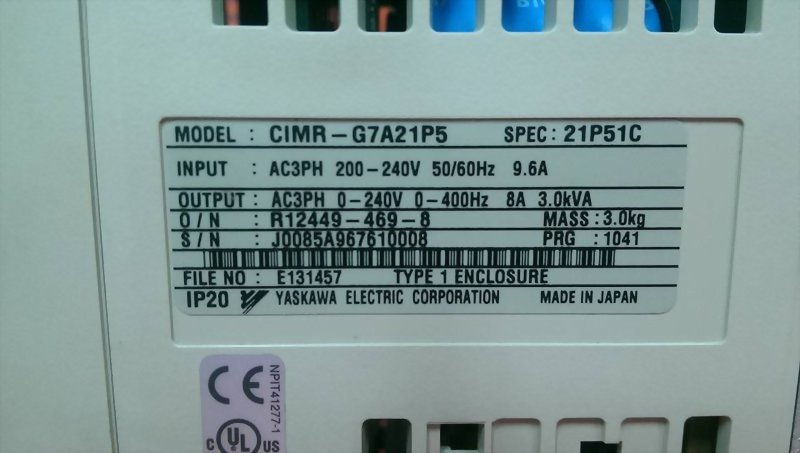 MODEL : CIMR-G7A21P5 SPEC: 21P51C
INPUT : AC3PH 200-240V 50/60Hz 9.6A
OUTPUT : AC3PH 0-240V 0-400Hz 8A 3.0kVA
O / N : R12449-469-8 MASS : 3.0kg
S / N : J0085A967610008 PRG : 1041
FILE NO : E131457 TYPE 1 ENCLOSURE
IP20 YASKAWA ELECTRIC CORPORATION MADE IN JAPAN
CE
NPIT41277-1
C UL US